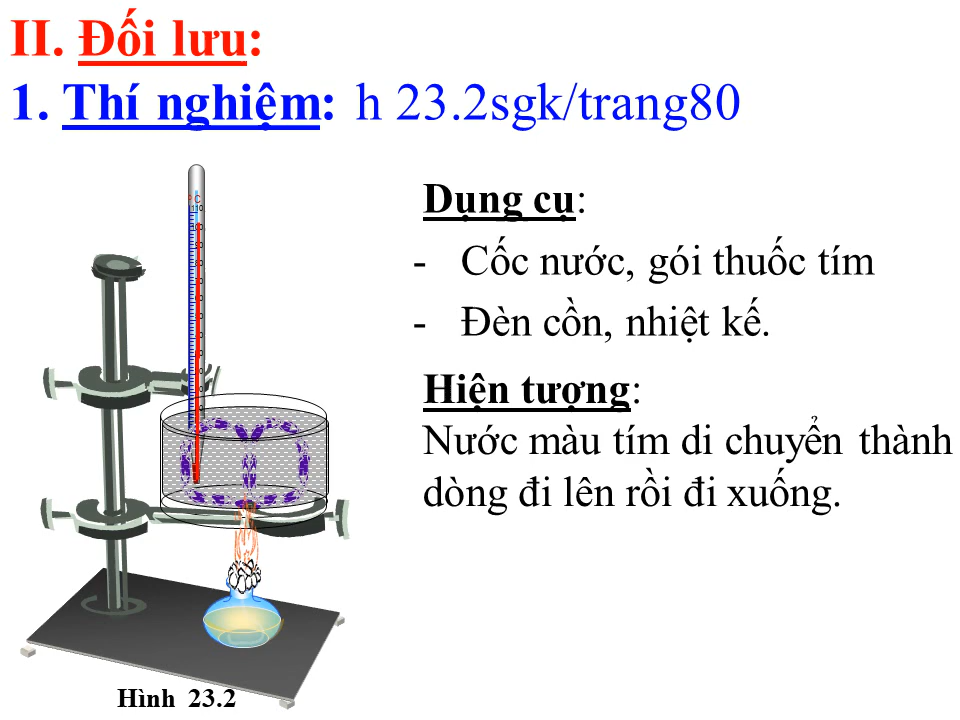 II. Đối lưu:
1. Thí nghiệm: h 23.2sgk/trang80
Dụng cụ:
- Cốc nước, gói thuốc tím
- Đèn cồn, nhiệt kế.
Hiện tượng:
Nước màu tím di chuyển thành
dòng đi lên rồi đi xuống.
Hình 23.2